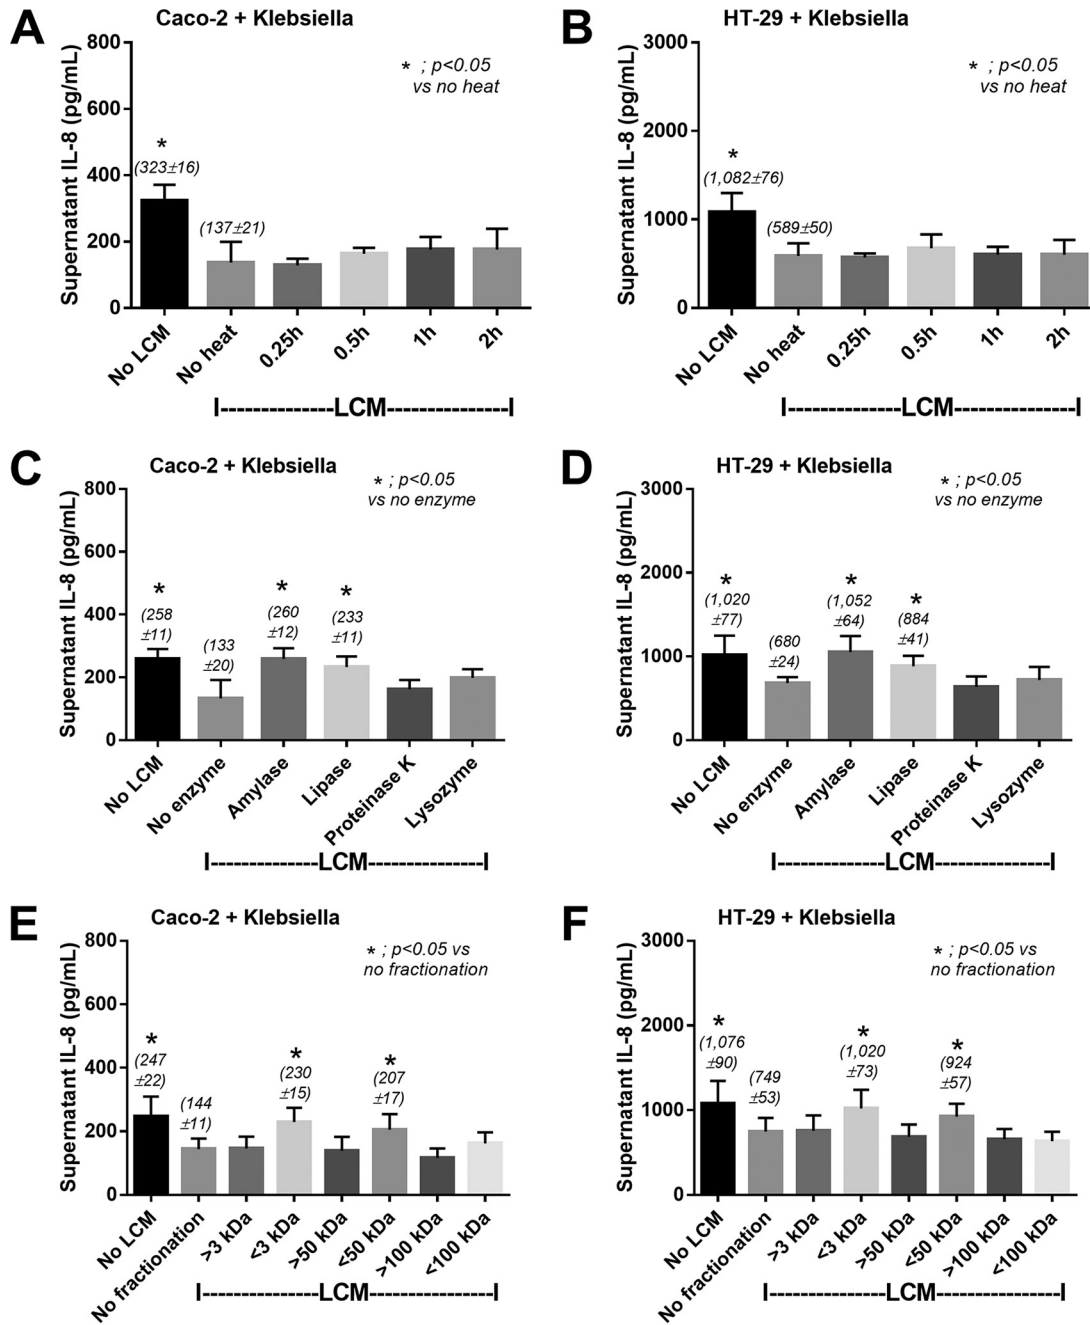 A
Caco-2 + Klebsiella
Supernatant IL-8 (pg/mL)
800
600
400
200
0
* ; p<0.05
vs no heat
*
(323±16)
(137±21)
No LCM
No heat
0.25h
0.5h
1h
2h
I--------------LCM---------------I
B
HT-29 + Klebsiella
Supernatant IL-8 (pg/mL)
3000
2000
1000
0
* ; p<0.05
vs no heat
*
(1,082±76)
(589±50)
No LCM
No heat
0.25h
0.5h
1h
2h
I--------------LCM---------------I
C
Caco-2 + Klebsiella
Supernatant IL-8 (pg/mL)
800
600
400
200
0
* ; p<0.05
vs no enzyme
*
(258
±11)
(133
±20)
*
(260
±12)
*
(233
±11)
No LCM
No enzyme
Amylase
Lipase
Proteinase K
Lysozyme
I--------------LCM---------------I
D
HT-29 + Klebsiella
Supernatant IL-8 (pg/mL)
3000
2000
1000
0
* ; p<0.05
vs no enzyme
*
(1,020
±77)
(680
±24)
*
(1,052
±64)
*
(884
±41)
No LCM
No enzyme
Amylase
Lipase
Proteinase K
Lysozyme
I--------------LCM---------------I
E
Caco-2 + Klebsiella
Supernatant IL-8 (pg/mL)
800
600
400
200
0
* ; p<0.05 vs
no fractionation
*
(247
±22)
(144
±11)
*
(230
±15)
*
(207
±17)
No LCM
No fractionation
>3 kDa
<3 kDa
>50 kDa
<50 kDa
>100 kDa
<100 kDa
I---------------LCM----------------I
F
HT-29 + Klebsiella
Supernatant IL-8 (pg/mL)
3000
2000
1000
0
* ; p<0.05 vs
no fractionation
*
(1,076
±90)
(749
±53)
*
(1,020
±73)
*
(924
±57)
No LCM
No fractionation
>3 kDa
<3 kDa
>50 kDa
<50 kDa
>100 kDa
<100 kDa
I---------------LCM----------------I